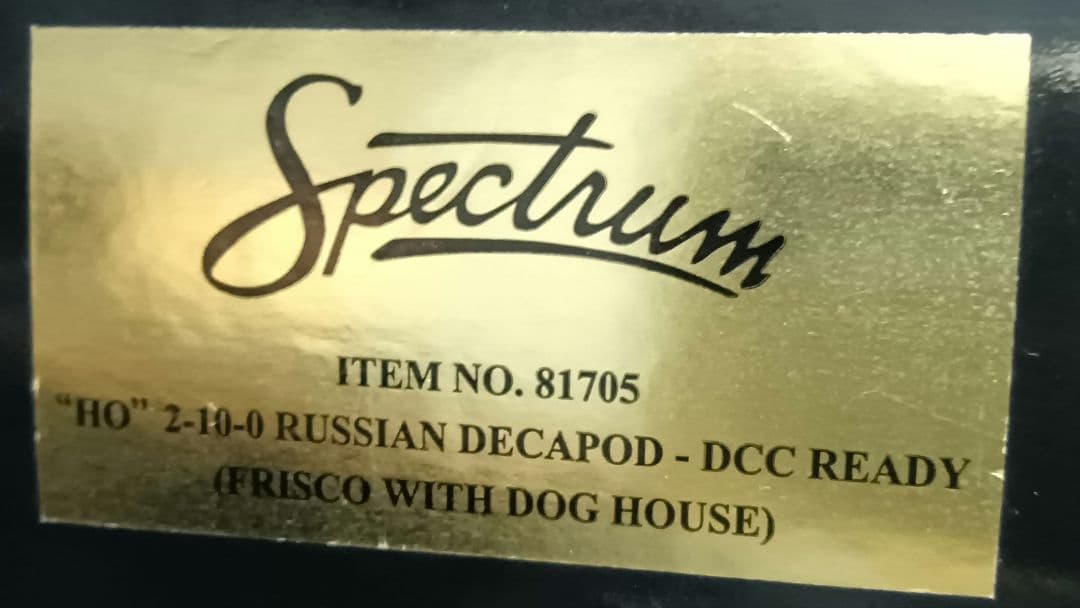 Spectrum
ITEM NO. 81705
"HO" 2-10-0 RUSSIAN DECAPOD - DCC READY
(FRISCO WITH DOG HOUSE)